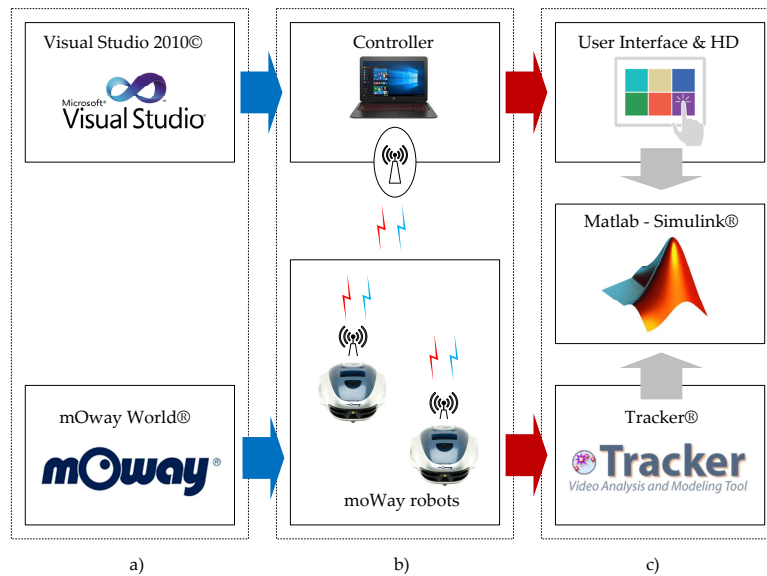 Visual Studio 2010©
Microsoft®
Visual Studio
Controller
User Interface & HD
Matlab - Simulink®
mOway World®
mOway®
moWay robots
Tracker®
Tracker
Video Analysis and Modeling Tool
a)
b)
c)